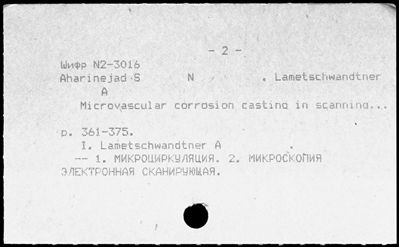 - 2 -
Шифр N2-3016
Aharinejad S N . Lametschwandtner
A
Microvascular corrosion casting in scanning...
p. 361-375.
I. Lametschwandtner A .
-- 1. МИКРОЦИРКУЛЯЦИЯ. 2. МИКРОСКОПИЯ
ЭЛЕКТРОННАЯ СКАНИРУЮЩАЯ.